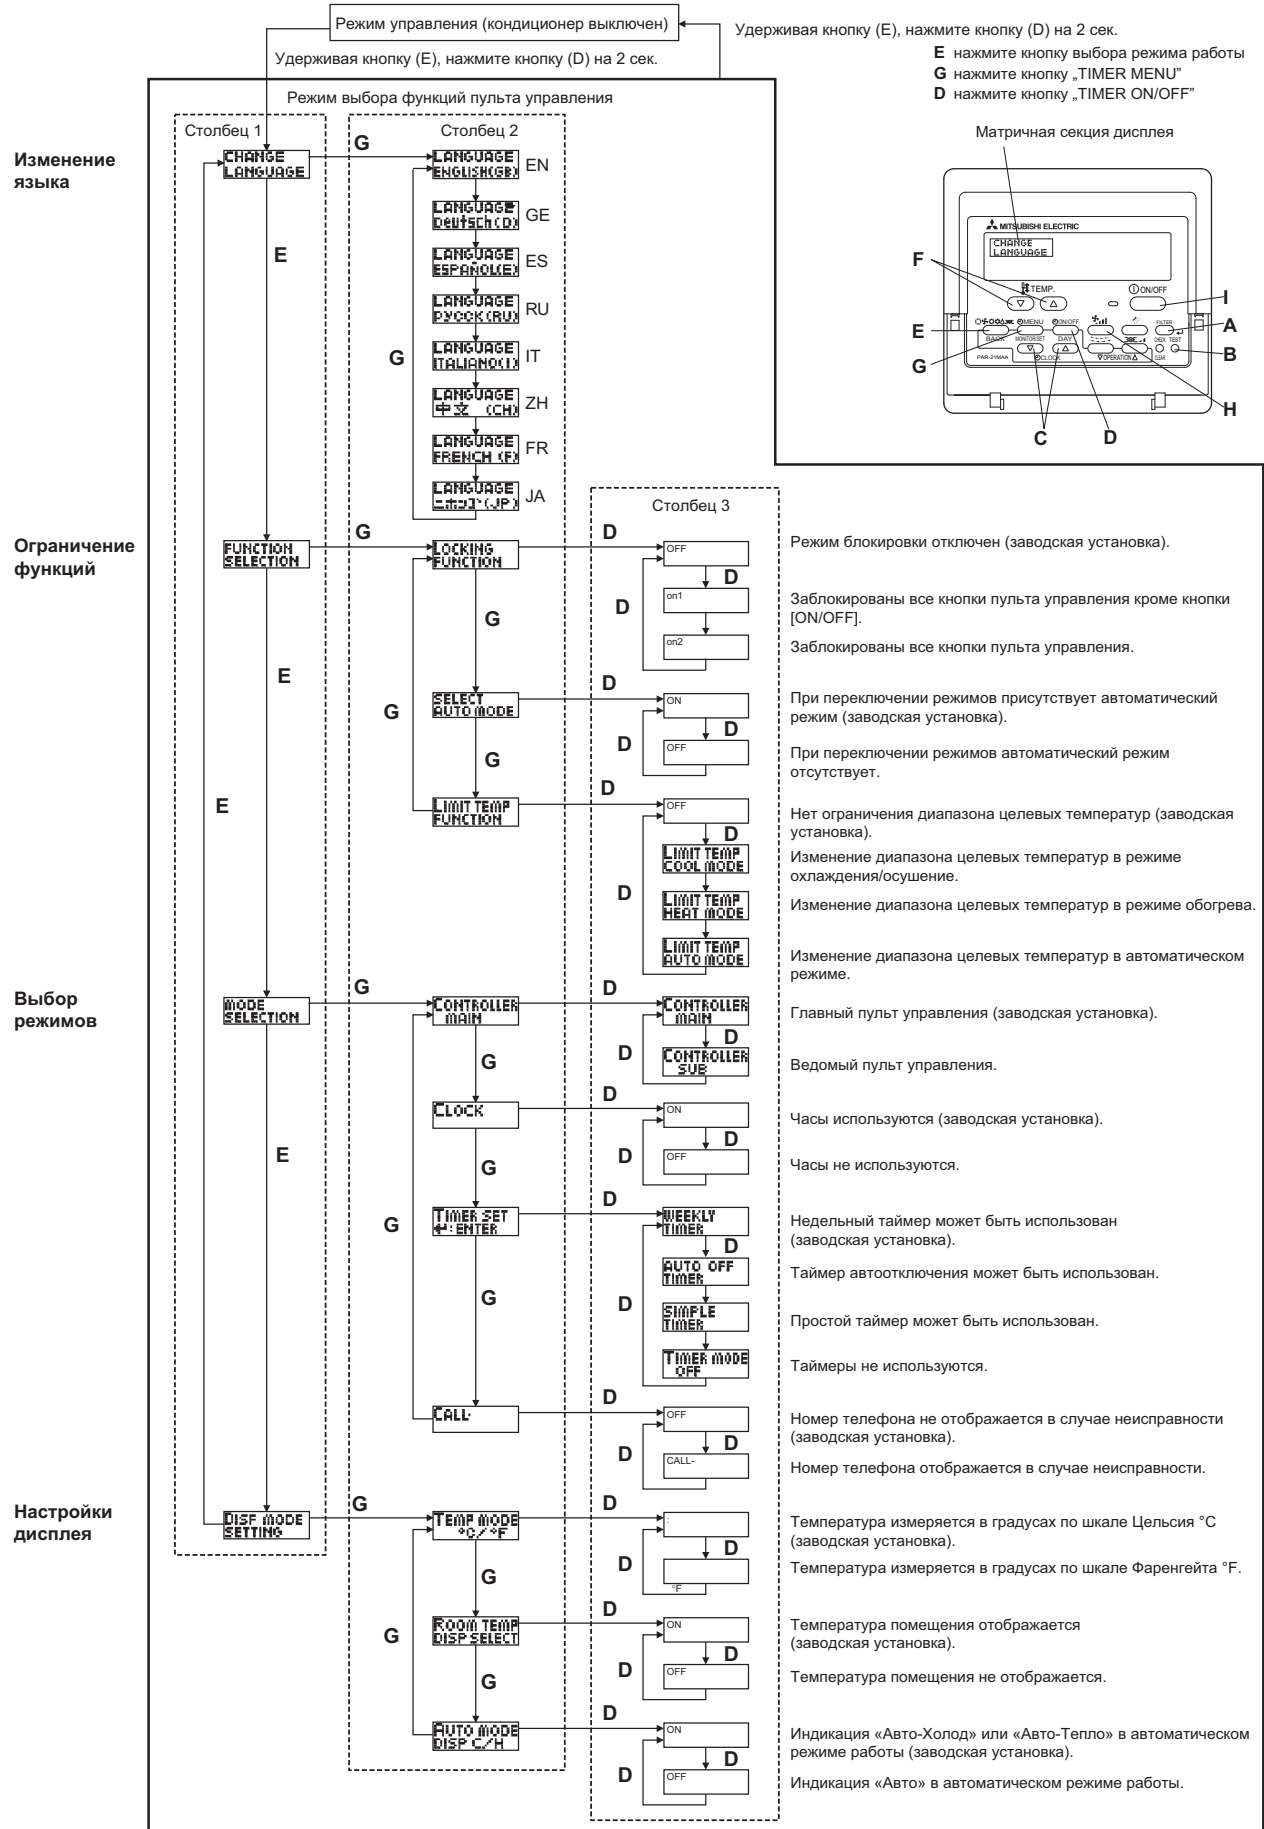 Режим управления (кондиционер выключен)
Удерживая кнопку (E), нажмите кнопку (D) на 2 сек.
Удерживая кнопку (E), нажмите кнопку (D) на 2 сек.
E нажмите кнопку выбора режима работы
G нажмите кнопку „TIMER MENU”
D нажмите кнопку „TIMER ON/OFF”
Режим выбора функций пульта управления
Столбец 1
Столбец 2
Матричная секция дисплея
MITSUBISHI ELECTRIC
CHANGE
LANGUAGE
TEMP.
ON/OFF
MENU
ON/OFF
FILTER
BACK
MONITOR/SET
DAY
CHECK TEST
PAR-21MAA
CLOCK
OPERATION
CLEAR
F
E
G
C
D
I
A
B
H
Изменение
языка
CHANGE
LANGUAGE
G
LANGUAGE
ENGLISH(GB)
EN
LANGUAGE
Deutsch(D)
GE
LANGUAGE
ESPAÑOL(E)
ES
LANGUAGE
РУССК(RU)
RU
LANGUAGE
ITALIANO(I)
IT
LANGUAGE
中文 (CH)
ZH
LANGUAGE
FRENCH (F)
FR
LANGUAGE
ニホンゴ(JP)
JA
E
G
Столбец 3
Ограничение
функций
FUNCTION
SELECTION
G
LOCKING
FUNCTION
D
OFF
Режим блокировки отключен (заводская установка).
D
on1
Заблокированы все кнопки пульта управления кроме кнопки
[ON/OFF].
D
G
on2
Заблокированы все кнопки пульта управления.
E
G
SELECT
AUTO MODE
D
ON
При переключении режимов присутствует автоматический
режим (заводская установка).
D
D
OFF
При переключении режимов автоматический режим
отсутствует.
G
E
LIMIT TEMP
FUNCTION
D
OFF
Нет ограничения диапазона целевых температур (заводская
установка).
D
LIMIT TEMP
COOL MODE
Изменение диапазона целевых температур в режиме
охлаждения/осушение.
D
LIMIT TEMP
HEAT MODE
Изменение диапазона целевых температур в режиме обогрева.
LIMIT TEMP
AUTO MODE
Изменение диапазона целевых температур в автоматическом
режиме.
Выбор
режимов
MODE
SELECTION
G
CONTROLLER
MAIN
D
CONTROLLER
MAIN
Главный пульт управления (заводская установка).
D
D
G
CONTROLLER
SUB
Ведомый пульт управления.
CLOCK
D
ON
Часы используются (заводская установка).
D
E
G
D
OFF
Часы не используются.
G
TIMER SET
:ENTER
D
WEEKLY
TIMER
Недельный таймер может быть использован
(заводская установка).
D
AUTO OFF
TIMER
Таймер автоотключения может быть использован.
G
D
SIMPLE
TIMER
Простой таймер может быть использован.
TIMER MODE
OFF
Таймеры не используются.
CALL-
D
OFF
Номер телефона не отображается в случае неисправности
(заводская установка).
D
D
CALL-
Номер телефона отображается в случае неисправности.
Настройки
дисплея
DISP MODE
SETTING
G
TEMP MODE
°C/°F
D
:
Температура измеряется в градусах по шкале Цельсия °C
(заводская установка).
D
D
G
°F
Температура измеряется в градусах по шкале Фаренгейта °F.
G
ROOM TEMP
DISP SELECT
D
ON
Температура помещения отображается
(заводская установка).
D
D
G
OFF
Температура помещения не отображается.
AUTO MODE
DISP C/H
D
ON
Индикация «Авто-Холод» или «Авто-Тепло» в автоматическом
режиме работы (заводская установка).
D
D
OFF
Индикация «Авто» в автоматическом режиме работы.